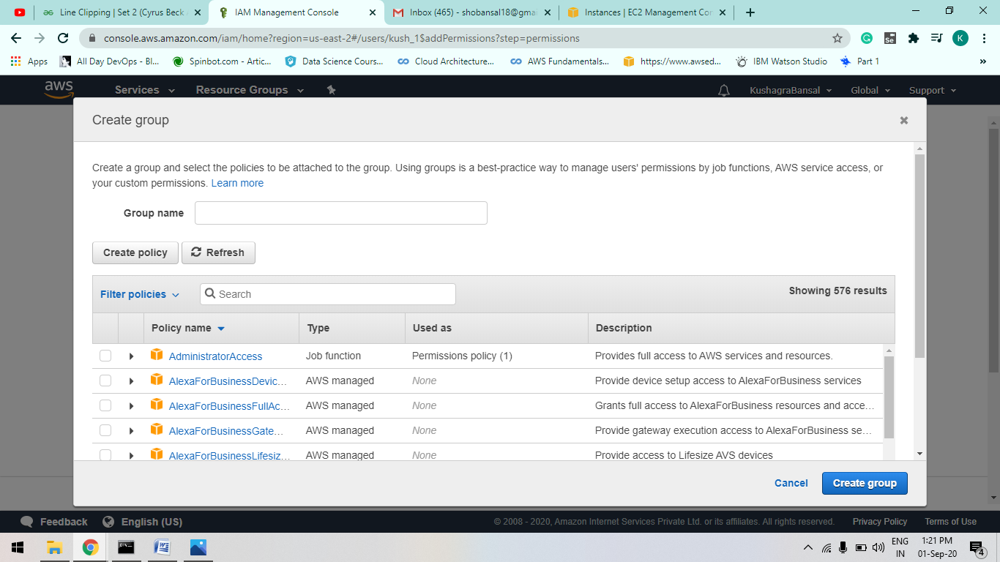 Line Clipping | Set 2 (Cyrus Beck
IAM Management Console
Inbox (465) - shobansal18@gmai
Instances | EC2 Management Cor
console.aws.amazon.com/iam/home?region=us-east-2#/users/kush_1$addPermissions?step=permissions
Se
K
Apps
All Day DevOps - Bl...
Spinbot.com - Artic...
Data Science Cours...
Cloud Architecture...
AWS Fundamentals...
https://www.awsed...
IBM Watson Studio
Part 1
»
aws
Services
Resource Groups
KushagraBansal
Global
Support
Create group
Create a group and select the policies to be attached to the group. Using groups is a best-practice way to manage users' permissions by job functions, AWS service access, or
your custom permissions. Learn more
Group name
Create policy
Refresh
Filter policies
Search
Showing 576 results
Policy name
Type
Used as
Description
AdministratorAccess
Job function
Permissions policy (1)
Provides full access to AWS services and resources.
AlexaForBusinessDevic...
AWS managed
None
Provide device setup access to AlexaForBusiness services
AlexaForBusinessFullAc...
AWS managed
None
Grants full access to AlexaForBusiness resources and acce...
AlexaForBusinessGate...
AWS managed
None
Provide gateway execution access to AlexaForBusiness se...
AlexaForBusinessLifesiz...
AWS managed
None
Provide access to Lifesize AVS devices
Cancel
Create group
Feedback
English (US)
© 2008 - 2020, Amazon Internet Services Private Ltd. or its affiliates. All rights reserved.
Privacy Policy
Terms of Use
ENG
IN
1:21 PM
01-Sep-20
4